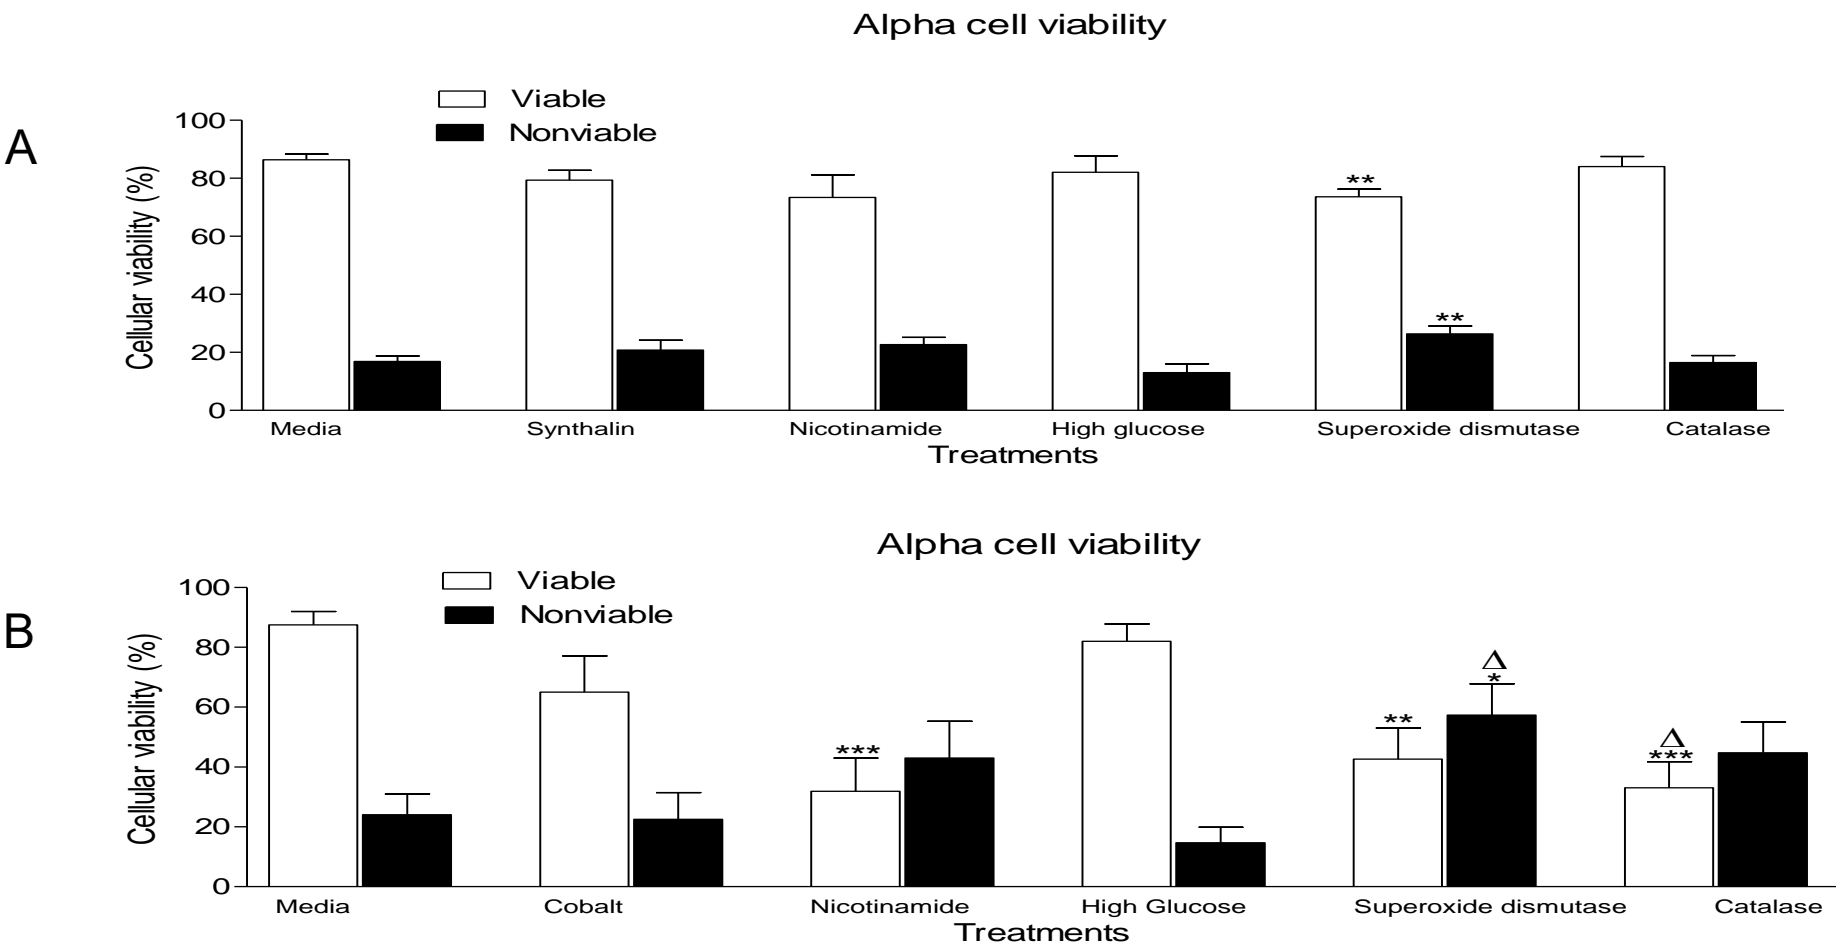 Alpha cell viability
A
Viable
Nonviable
Cellular viability (%)
100
80
60
40
20
0
**
**
Media Synthalin Nicotinamide High glucose Superoxide dismutase Catalase
Treatments
Alpha cell viability
B
Viable
Nonviable
Cellular viability (%)
100
80
60
40
20
0
***
**
Δ
*
Δ
***
Media Cobalt Nicotinamide High Glucose Superoxide dismutase Catalase
Treatments